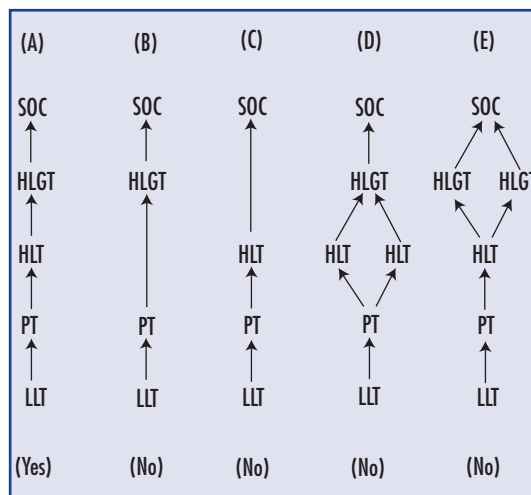 (A) (B) (C) (D) (E)
SOC SOC SOC SOC SOC
HLGT HLGT HLGT HLGT HLGT
HLT HLT HLT HLT HLT
PT PT PT PT PT
LLT LLT LLT LLT LLT
(Yes) (No) (No) (No) (No)